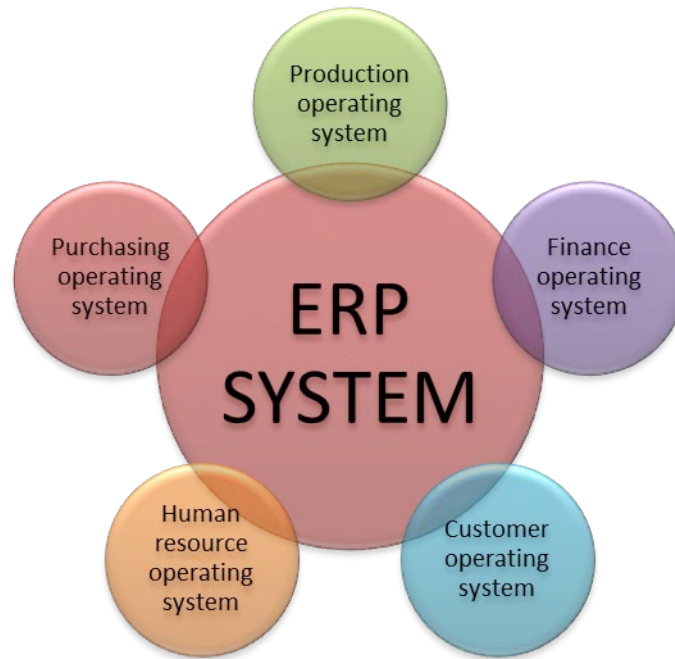 Production
operating
system
Purchasing
operating
system
Finance
operating
system
ERP
SYSTEM
Human
resource
operating
system
Customer
operating
system